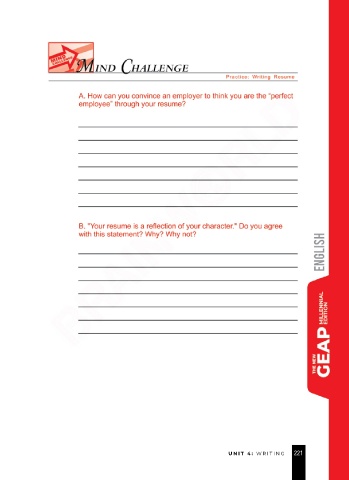 MIND CHALLENGE
Practice: Writing Resume
A. How can you convince an employer to think you are the "perfect
employee" through your resume?
B. "Your resume is a reflection of your character." Do you agree
with this statement? Why? Why not?
ENGLISH
THE NEW
GEAP
MILLENNIAL
EDITION
UNIT 4: WRITING
221